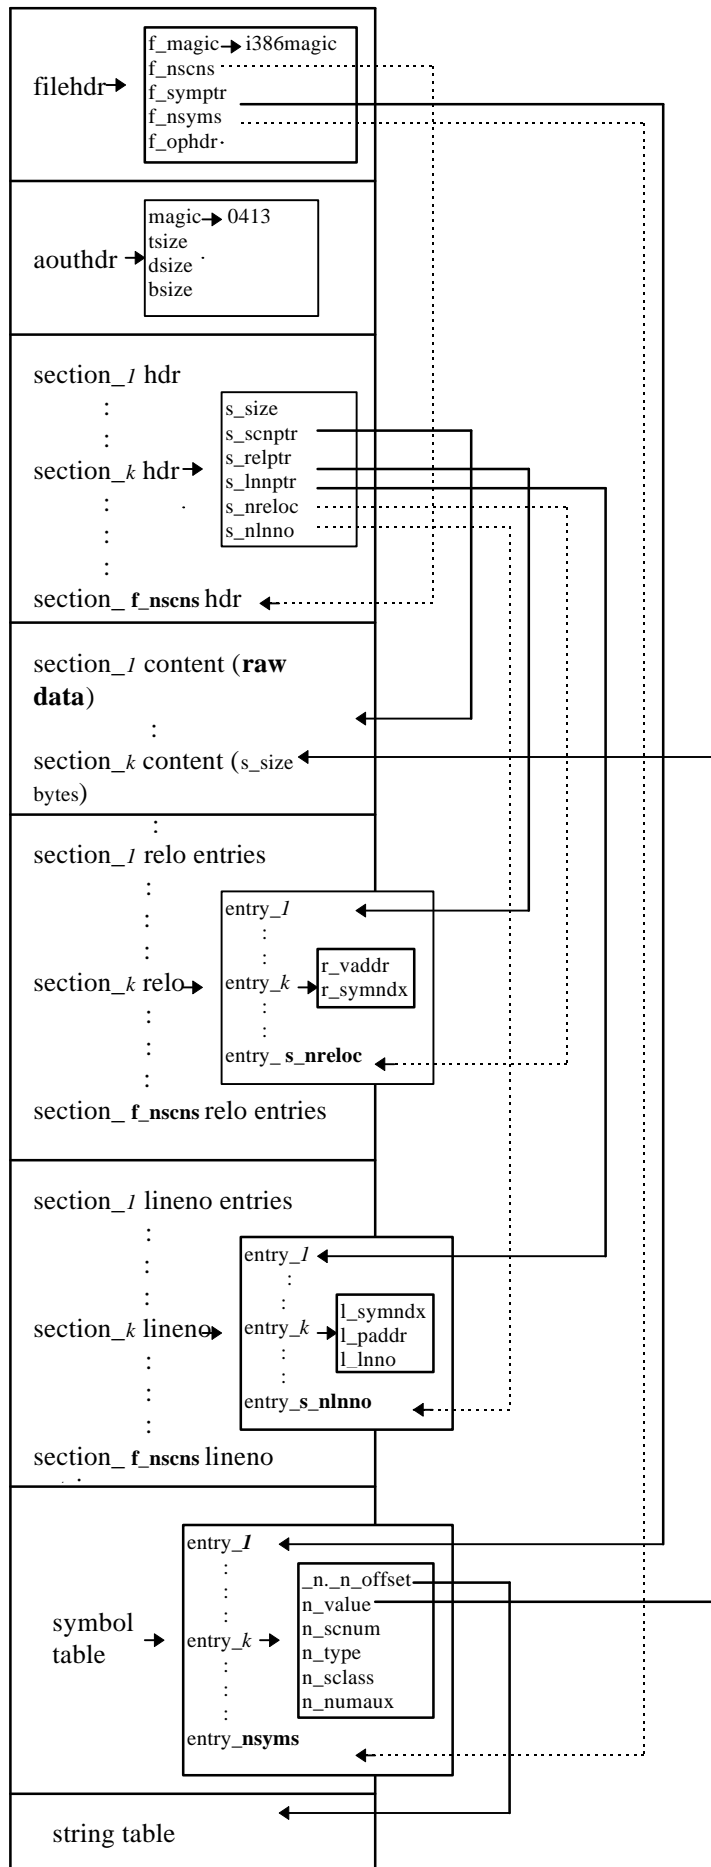 f_magic i386magic
f_nscns
filehdr
f_symptr
f_nsyms
f_ophdr
magic 0413
tsize
aouthdr
dsize
bsize
section_1 hdr
s_size
s_scnptr
s_relptr
section_k hdr
s_lnnptr
s_nreloc
s_nlnno
section_ f_nscns hdr
section_1 content (raw
data)
section_k content (s_size
bytes)
section_1 relo entries
entry_1
r_vaddr
section_k relo
entry_k
r_symndx
entry_ s_nreloc
section_ f_nscns relo entries
section_1 lineno entries
entry_1
l_symndx
section_k lineno
entry_k
l_paddr
l_lnno
entry_s_nlnno
section_ f_nscns lineno
entry_1
_n._n_offset
n_value
symbol
table
n_scnum
entry_k
n_type
n_sclass
n_numaux
entry_nsyms
string table